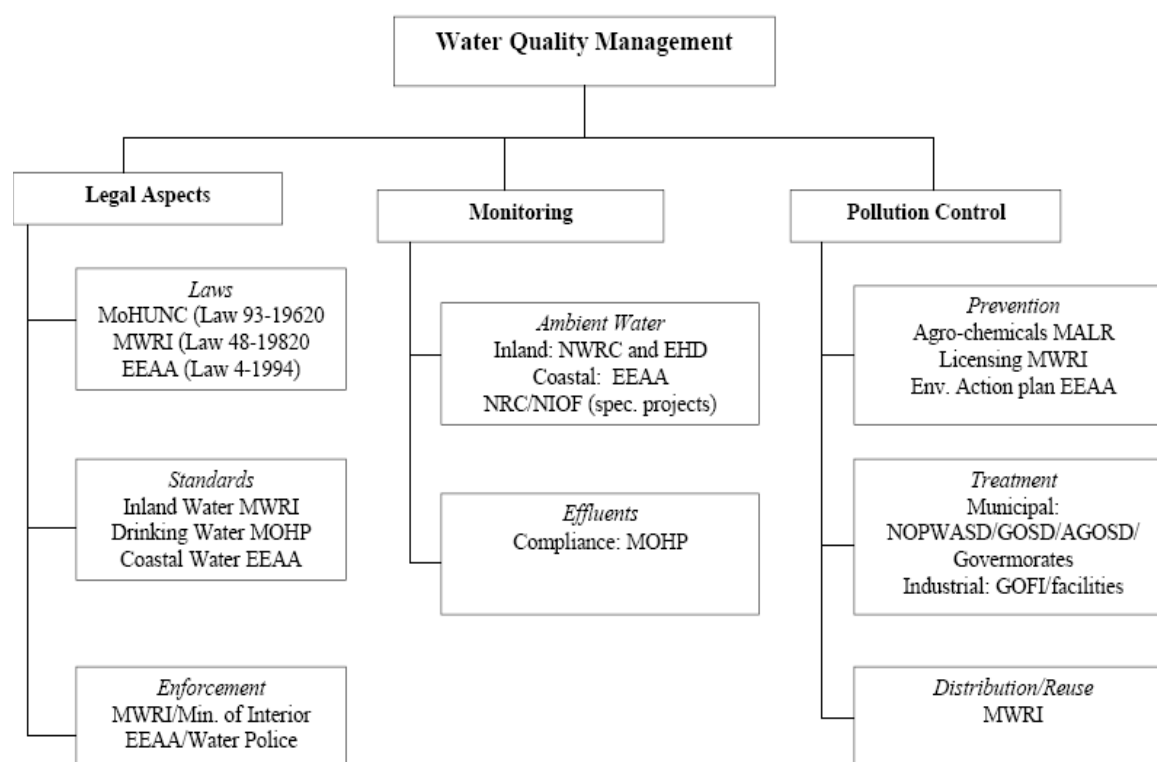 Water Quality Management
Legal Aspects
Laws
MoHUNC (Law 93-19620
MWRI (Law 48-19820
EEAA (Law 4-1994)
Standards
Inland Water MWRI
Drinking Water MOHP
Coastal Water EEAA
Enforcement
MWRI/Min. of Interior
EEAA/Water Police
Monitoring
Ambient Water
Inland: NWRC and EHD
Coastal: EEAA
NRC/NIOF (spec. projects)
Effluents
Compliance: MOHP
Pollution Control
Prevention
Agro-chemicals MALR
Licensing MWRI
Env. Action plan EEAA
Treatment
Municipal:
NOPWASD/GOSD/AGOSD/
Govermorates
Industrial: GOFI/facilities
Distribution/Reuse
MWRI